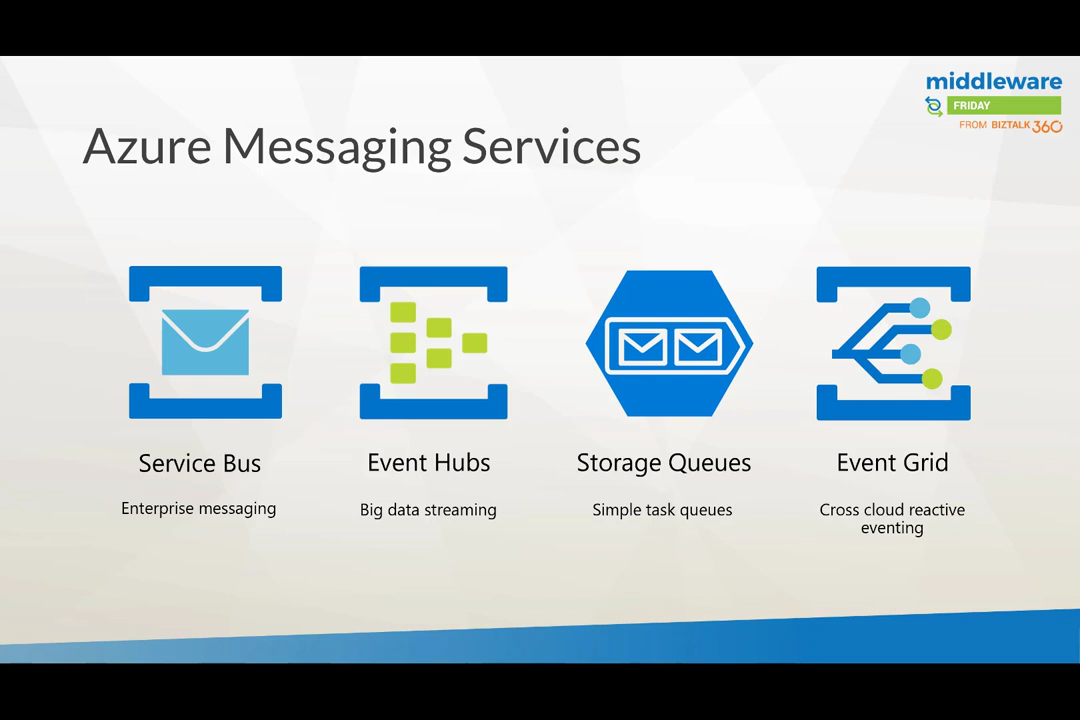 middleware
FRIDAY
FROM BIZTALK360
Azure Messaging Services
Service Bus
Event Hubs
Storage Queues
Event Grid
Enterprise messaging
Big data streaming
Simple task queues
Cross cloud reactive
eventing